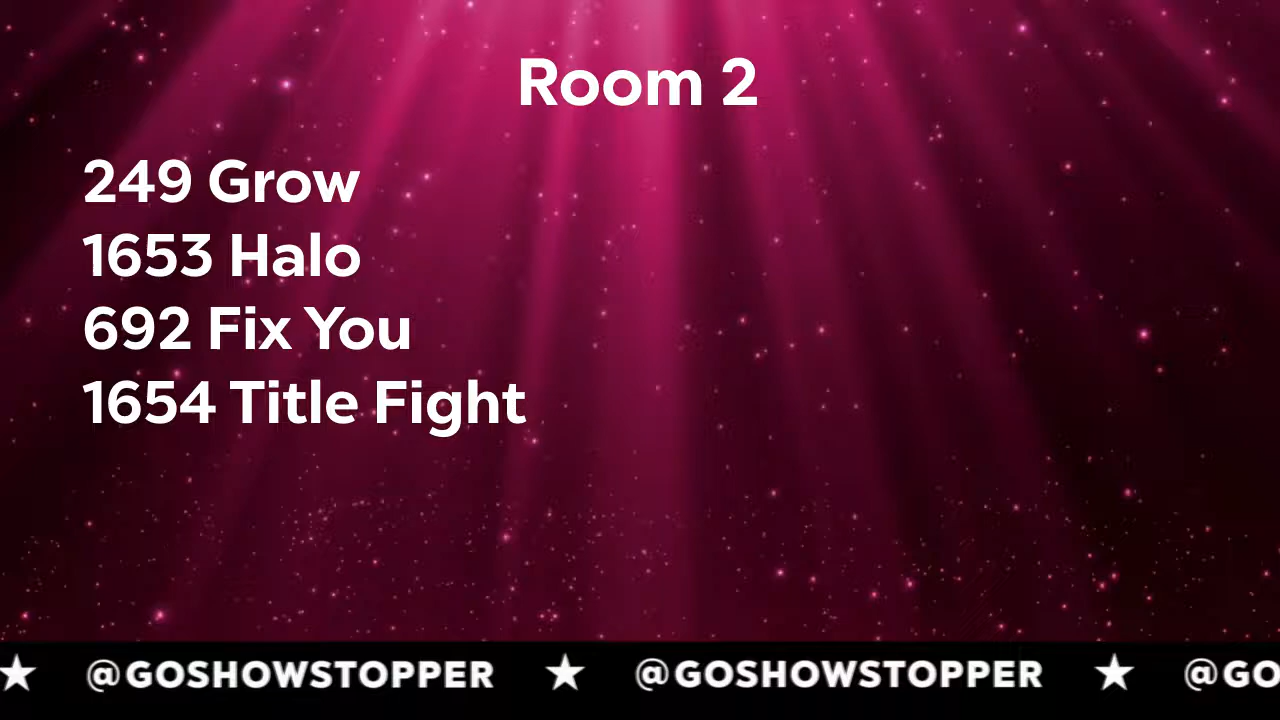 Room 2
249 Grow
1653 Halo
692 Fix You
1654 Title Fight
★ @GOSHOWSTOPPER ★ @GOSHOWSTOPPER ★ @GO